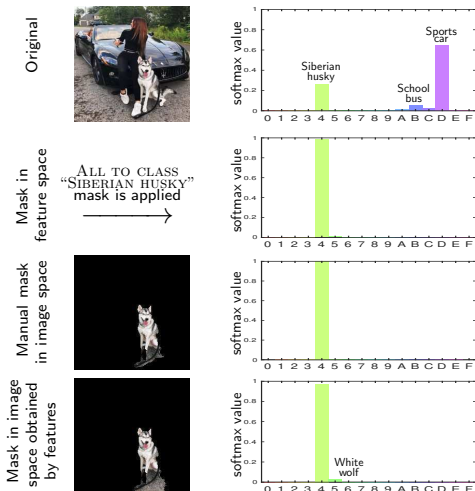 Original
softmax value
1
0.8
0.6
0.4
0.2
0
Siberian
husky
School
bus
Sports
car
0 1 2 3 4 5 6 7 8 9 A B C D E F
Mask in
feature space
ALL TO CLASS
“SIBERIAN HUSKY”
mask is applied
softmax value
1
0.8
0.6
0.4
0.2
0
0 1 2 3 4 5 6 7 8 9 A B C D E F
Manual mask
in image space
softmax value
1
0.8
0.6
0.4
0.2
0
0 1 2 3 4 5 6 7 8 9 A B C D E F
Mask in image
space obtained
by features
softmax value
1
0.8
0.6
0.4
0.2
0
White
wolf
0 1 2 3 4 5 6 7 8 9 A B C D E F